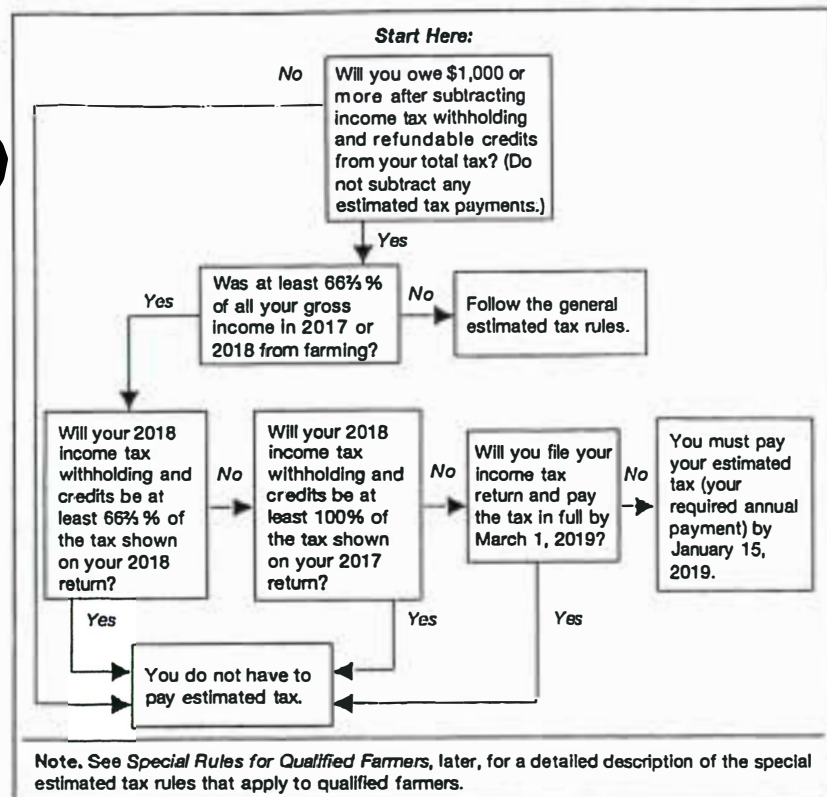 Start Here:
No
Will you owe $1,000 or
more after subtracting
income tax withholding
and refundable credits
from your total tax? (Do
not subtract any
estimated tax payments.)
Yes
Was at least 66⅔%
of all your gross
income in 2017 or
2018 from farming?
Yes
No
Follow the general
estimated tax rules.
Will your 2018
income tax
withholding and
credits be at
least 66⅔% of
the tax shown
on your 2018
return?
No
Will your 2018
income tax
withholding and
credits be at
least 100% of
the tax shown
on your 2017
return?
No
Will you file your
income tax
return and pay
the tax in full by
March 1, 2019?
No
You must pay
your estimated
tax (your
required annual
payment) by
January 15,
2019.
Yes
Yes
Yes
You do not have to
pay estimated tax.
Note. See Special Rules for Qualified Farmers, later, for a detailed description of the special
estimated tax rules that apply to qualified farmers.